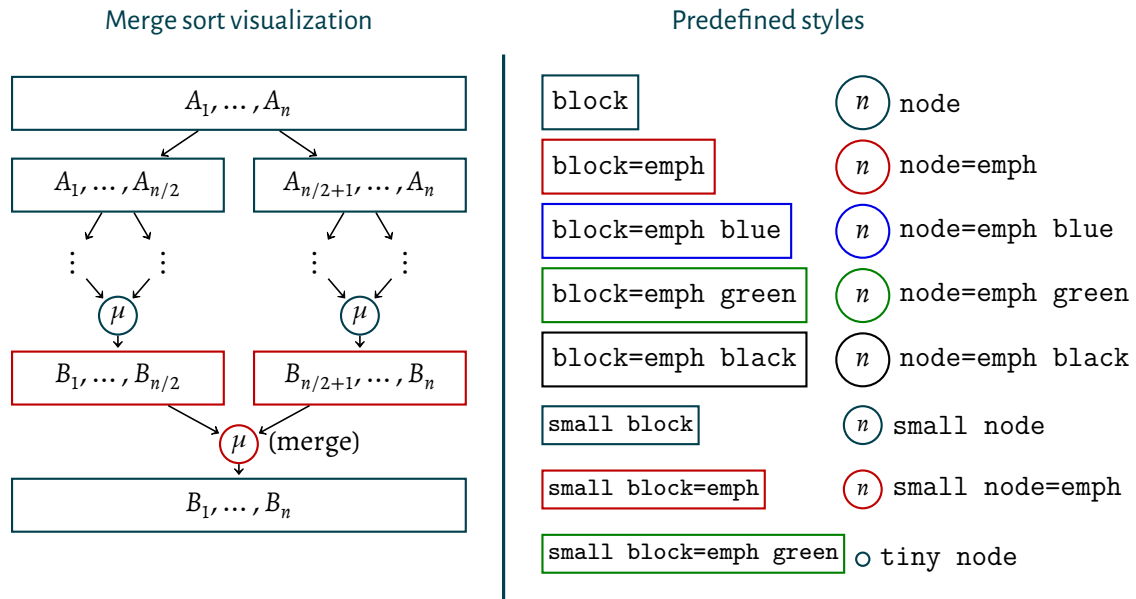 Merge sort visualization
A₁, …, Aₙ
A₁, …, Aₙ/₂ Aₙ/₂₊₁, …, Aₙ
⋮ ⋮ ⋮ ⋮
μ μ
B₁, …, Bₙ/₂ Bₙ/₂₊₁, …, Bₙ
μ (merge)
B₁, …, Bₙ
Predefined styles
block n node
block=emph n node=emph
block=emph blue n node=emph blue
block=emph green n node=emph green
block=emph black n node=emph black
small block n small node
small block=emph n small node=emph
small block=emph green tiny node